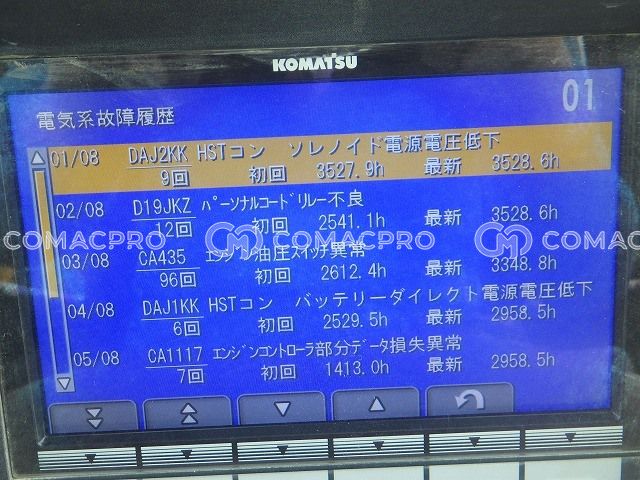 KOMATSU
01
電気系故障履歴
01/08 DAJ2KK HSTコン ソレノイド電源電圧低下
9回 初回 3527.9h 最新 3528.6h
02/08 D19JKZ パーソナルコードリレー不良
12回 初回 2541.1h 最新 3528.6h
COMACPRO COMACPRO COMACPRO
03/08 CA435 エンジン油圧スイッチ異常
96回 初回 2612.4h 最新 3348.8h
04/08 DAJ1KK HSTコン バッテリーダイレクト電源電圧低下
6回 初回 2529.5h 最新 2958.5h
05/08 CA1117 エンジンコントローラ部分データ損失異常
7回 初回 1413.0h 最新 2958.5h